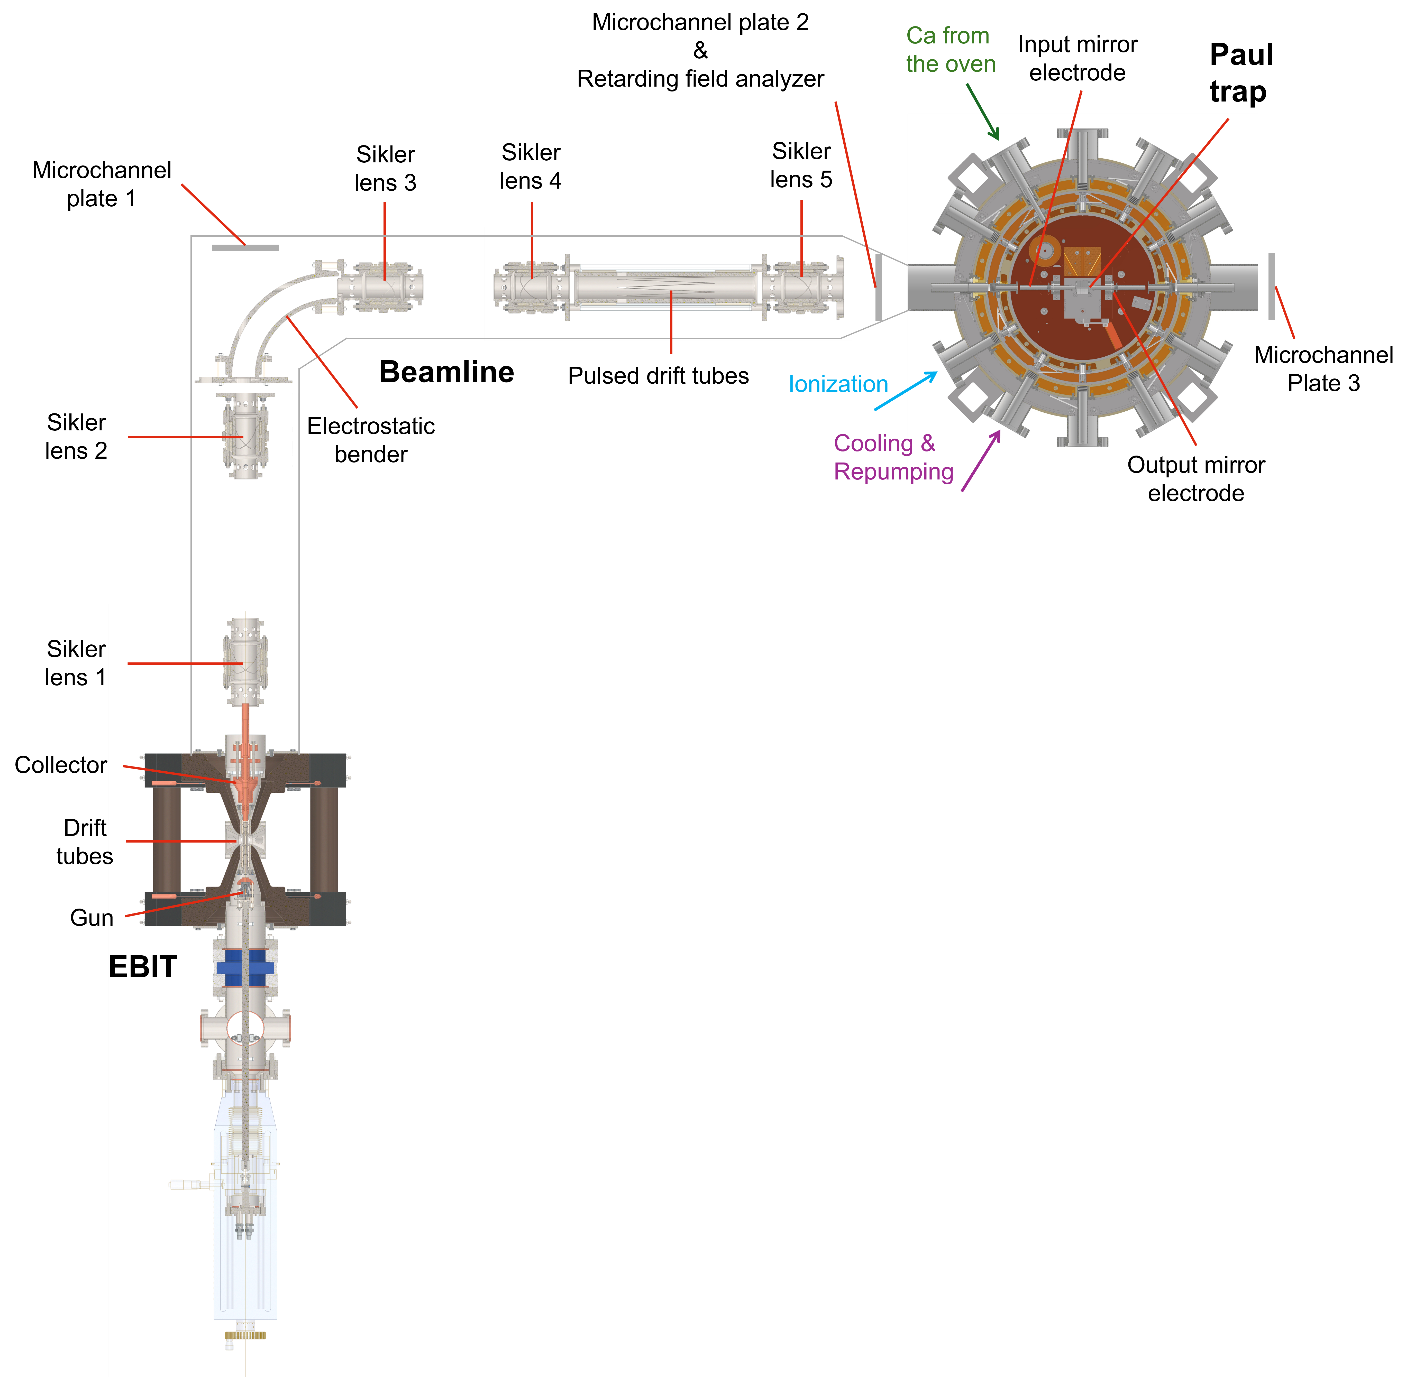 Microchannel plate 2
&
Retarding field analyzer
Ca from
the oven
Input mirror
electrode
Paul
trap
Microchannel
plate 1
Sikler
lens 3
Sikler
lens 4
Sikler
lens 5
Beamline
Pulsed drift tubes
Ionization
Microchannel
Plate 3
Sikler
lens 2
Electrostatic
bender
Cooling &
Repumping
Output mirror
electrode
Sikler
lens 1
Collector
Drift
tubes
Gun
EBIT